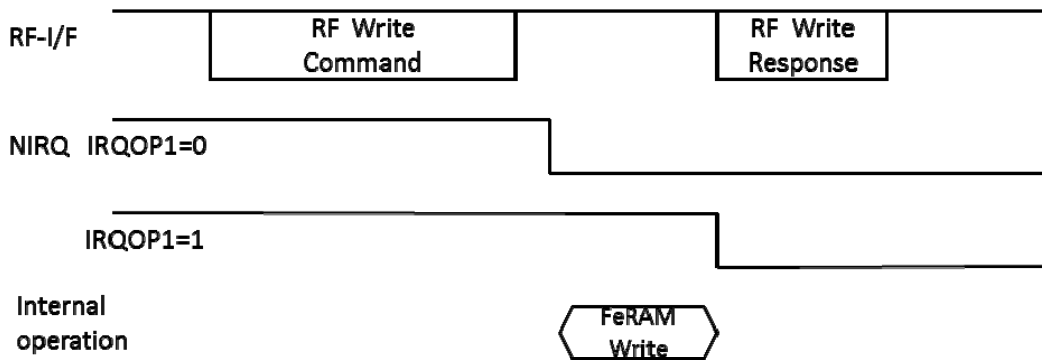 RF-I/F
RF Write
Command
RF Write
Response
NIRQ IRQOP1=0
IRQOP1=1
Internal
operation
FeRAM
Write